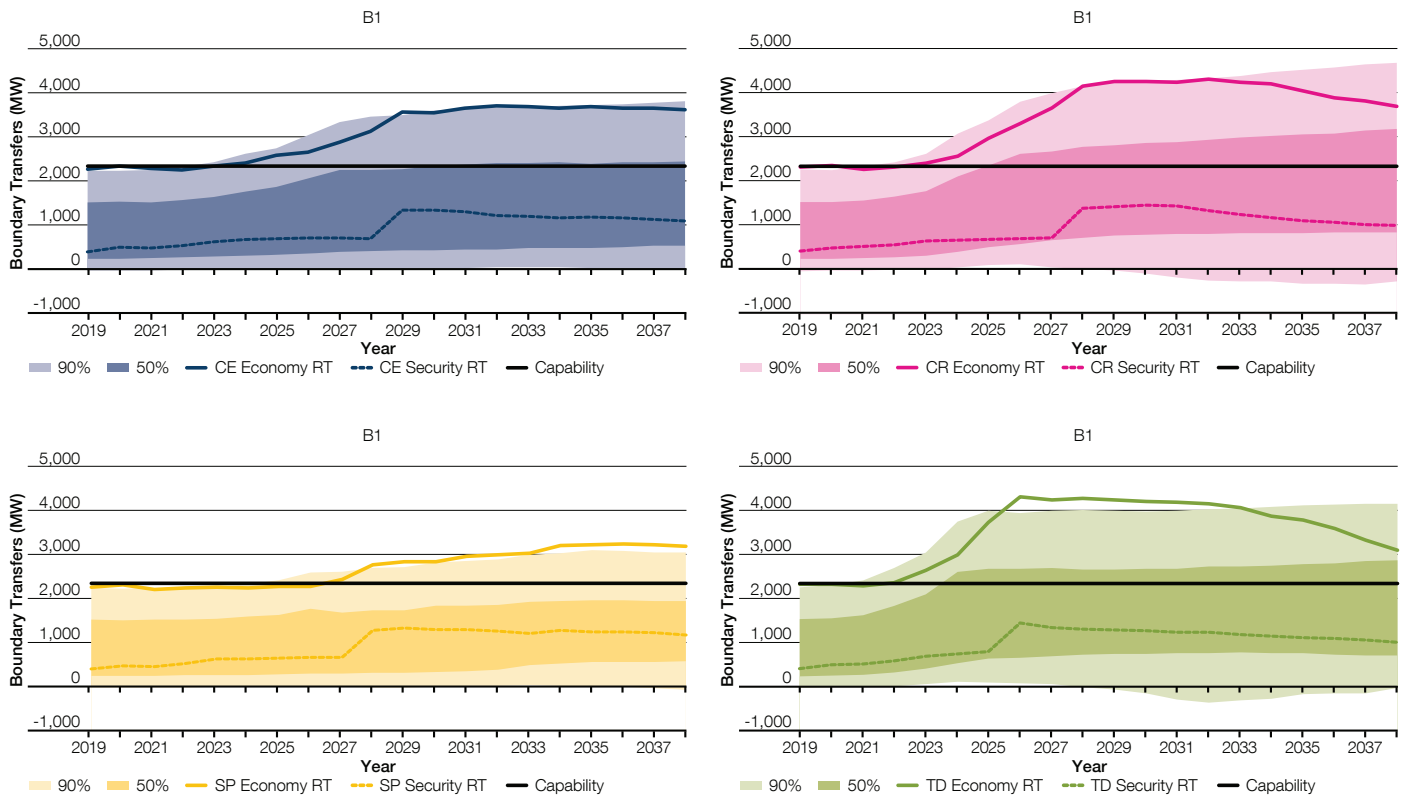 B1
5,000
4,000
3,000
2,000
1,000
0
-1,000
Boundary Transfers (MW)
2019 2021 2023 2025 2027 2029 2031 2033 2035 2037
Year
90% 50% CE Economy RT CE Security RT Capability
B1
5,000
4,000
3,000
2,000
1,000
0
-1,000
Boundary Transfers (MW)
2019 2021 2023 2025 2027 2029 2031 2033 2035 2037
Year
90% 50% CR Economy RT CR Security RT Capability
B1
5,000
4,000
3,000
2,000
1,000
0
-1,000
Boundary Transfers (MW)
2019 2021 2023 2025 2027 2029 2031 2033 2035 2037
Year
90% 50% SP Economy RT SP Security RT Capability
B1
5,000
4,000
3,000
2,000
1,000
0
-1,000
Boundary Transfers (MW)
2019 2021 2023 2025 2027 2029 2031 2033 2035 2037
Year
90% 50% TD Economy RT TD Security RT Capability